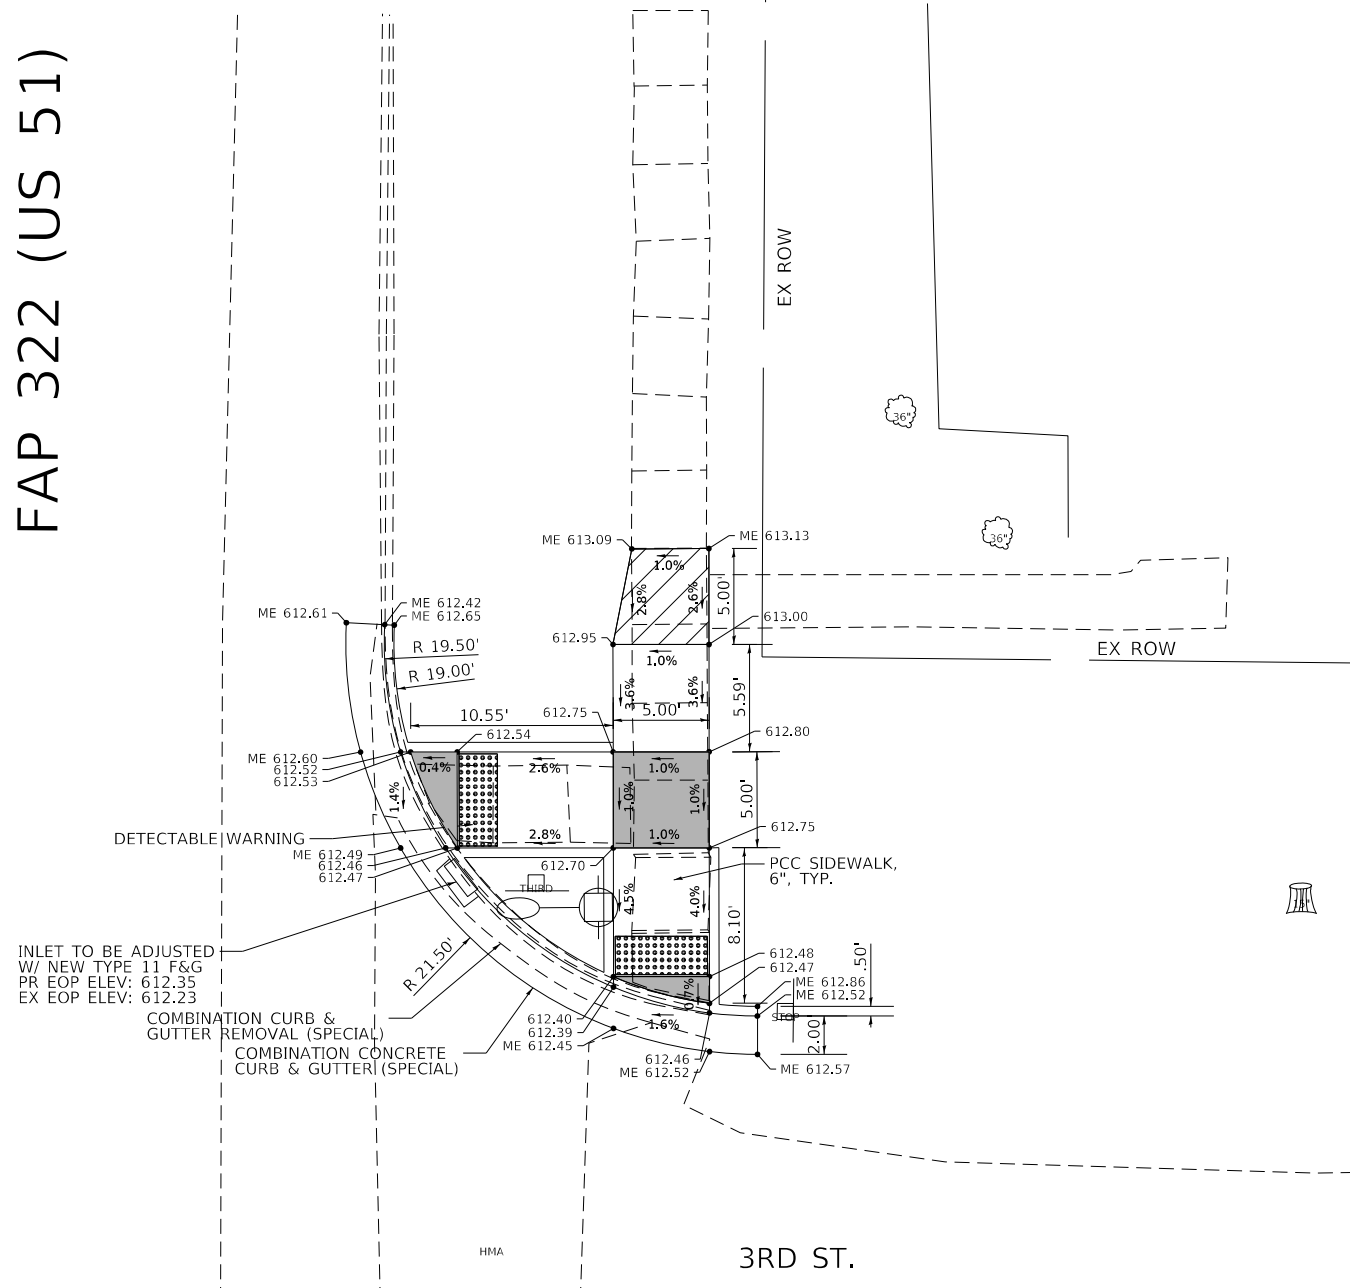 FAP 322 (US 51)
EX ROW
36"
36"
ME 613.09
ME 613.13
1.0%
2.8%
2.6%
5.00'
ME 612.61
ME 612.42
ME 612.65
613.00
612.95
EX ROW
R 19.50'
R 19.00'
1.0%
3.6%
3.6%
5.59'
10.55'
612.75
5.00'
612.54
612.80
ME 612.60
612.52
612.53
0.4%
2.6%
1.0%
1.4%
1.0%
1.0%
5.00'
DETECTABLE WARNING
2.8%
1.0%
612.75
ME 612.49
612.46
612.47
612.70
PCC SIDEWALK,
6", TYP.
THIRD
4.5%
4.0%
8.10'
INLET TO BE ADJUSTED
W/ NEW TYPE 11 F&G
PR EOP ELEV: 612.35
EX EOP ELEV: 612.23
R 21.50'
612.48
612.47
.50'
ME 612.86
ME 612.52
0.7%
COMBINATION CURB &
GUTTER REMOVAL (SPECIAL)
612.40
612.39
ME 612.45
1.6%
STOP
2.00
COMBINATION CONCRETE
CURB & GUTTER (SPECIAL)
612.46
ME 612.52
ME 612.57
HMA
3RD ST.